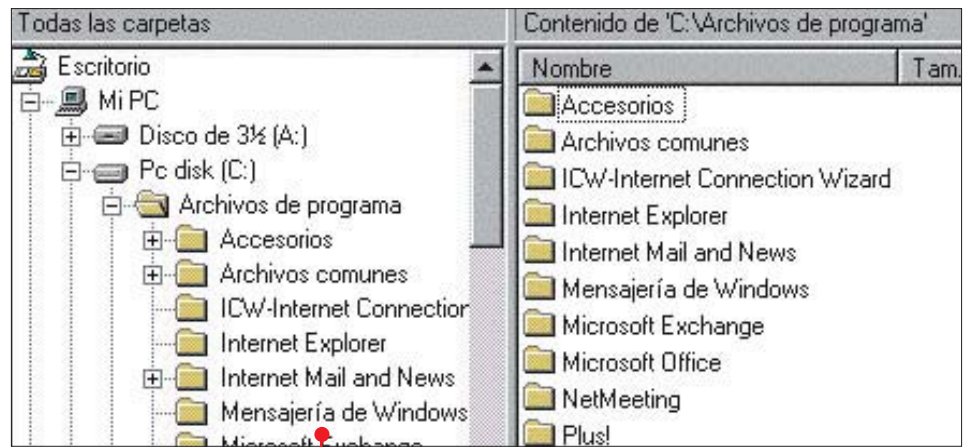 Todas las carpetas
Escritorio
Mi PC
Disco de 3½ (A:)
Pc disk (C:)
Archivos de programa
Accesorios
Archivos comunes
ICW-Internet Connection
Internet Explorer
Internet Mail and News
Mensajería de Windows
Microsoft Exchange
Contenido de 'C:\Archivos de programa'
Nombre Tam.
Accesorios
Archivos comunes
ICW-Internet Connection Wizard
Internet Explorer
Internet Mail and News
Mensajería de Windows
Microsoft Exchange
Microsoft Office
NetMeeting
Plus!